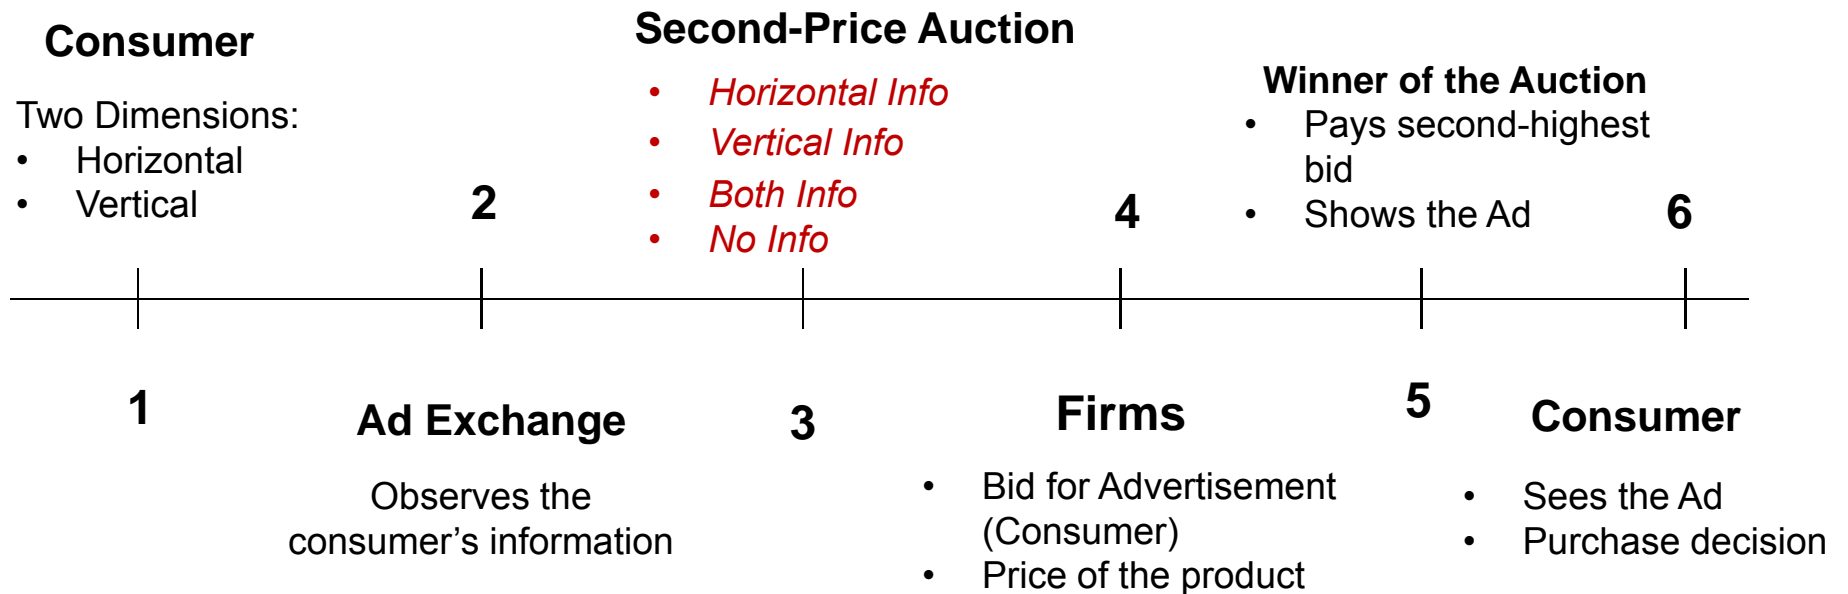 Consumer
Two Dimensions:
• Horizontal
• Vertical
2
Second-Price Auction
• Horizontal Info
• Vertical Info
• Both Info
• No Info
4
Winner of the Auction
• Pays second-highest
bid
• Shows the Ad
6
1
Ad Exchange
Observes the
consumer's information
3
Firms
• Bid for Advertisement
(Consumer)
• Price of the product
5
Consumer
• Sees the Ad
• Purchase decision